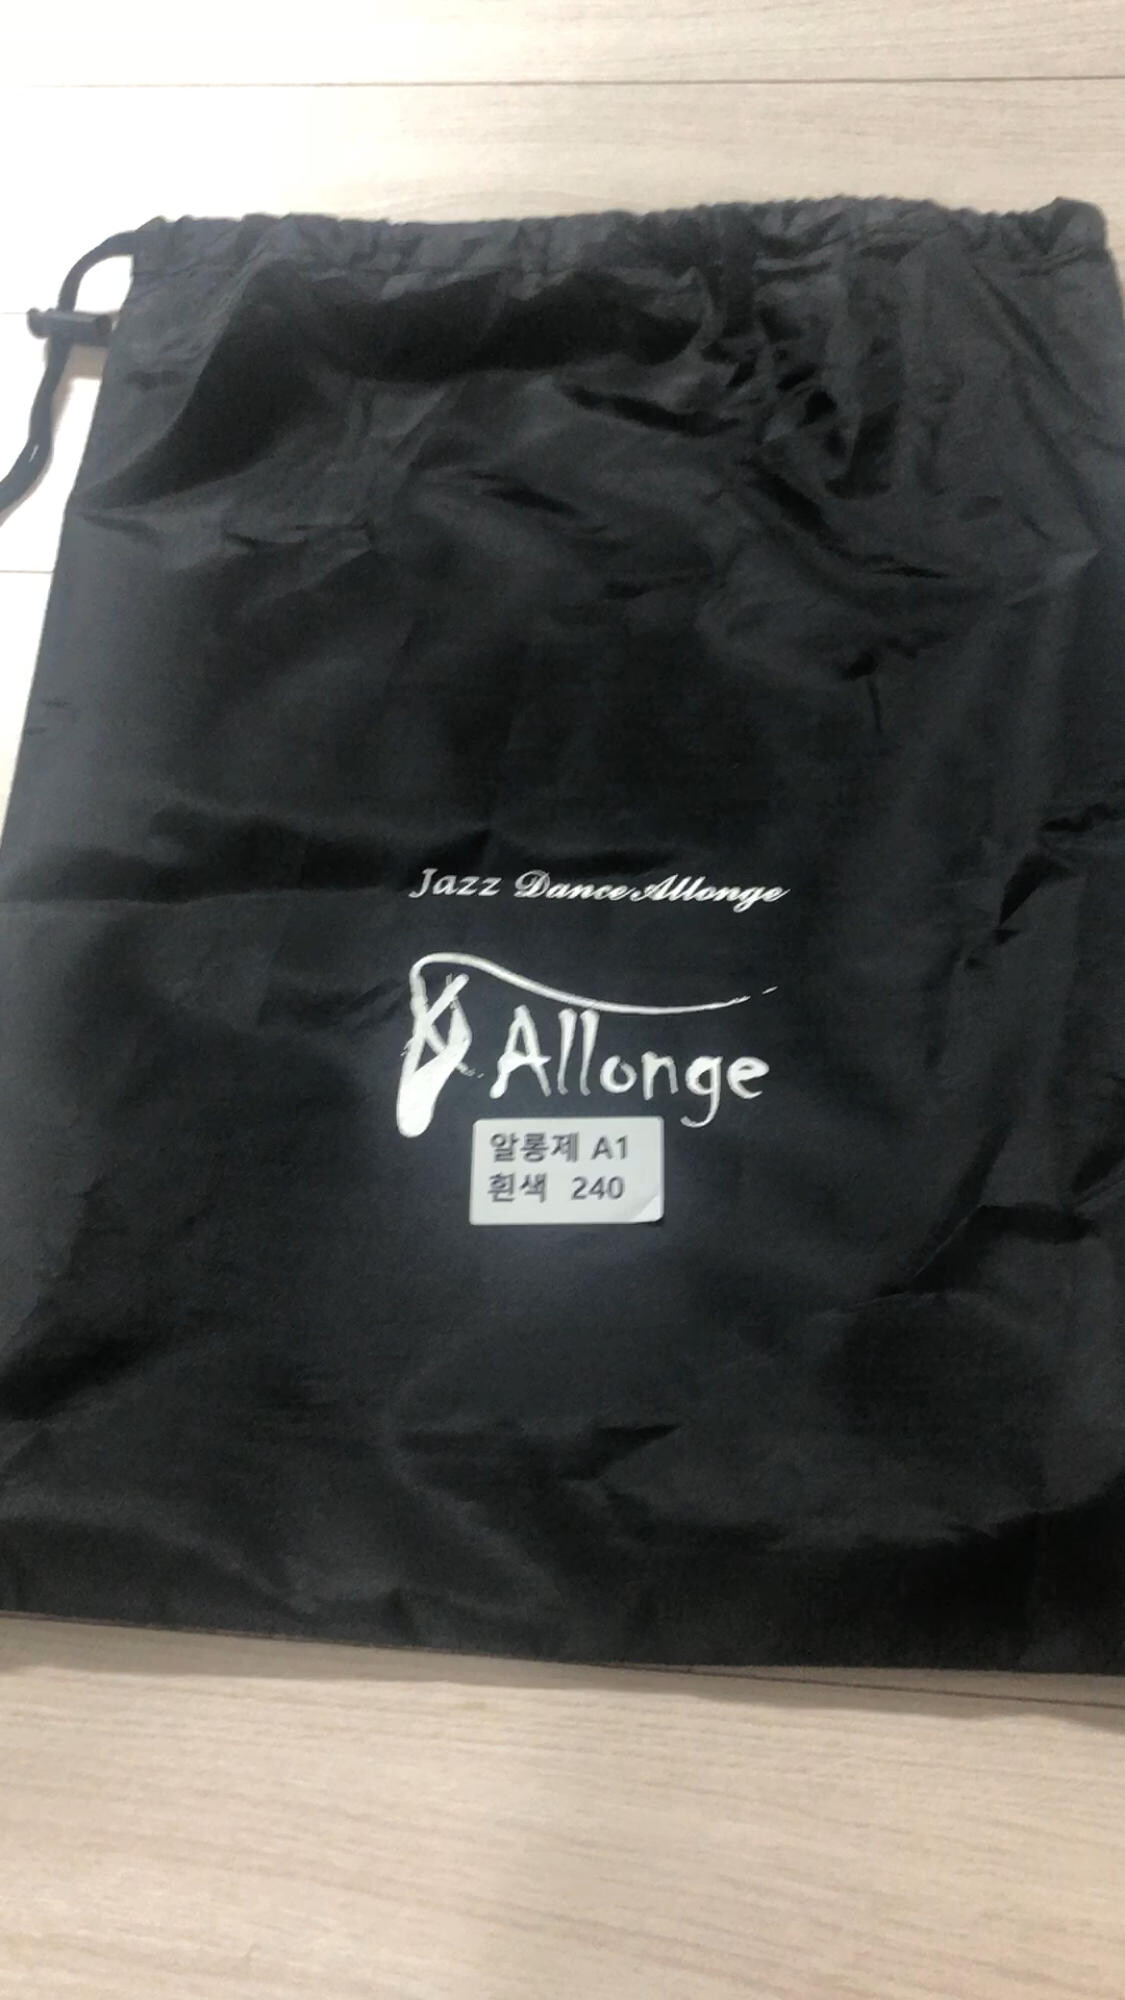 Jazz Dance Allonge
Allonge
알롱제 A1
흰색 240